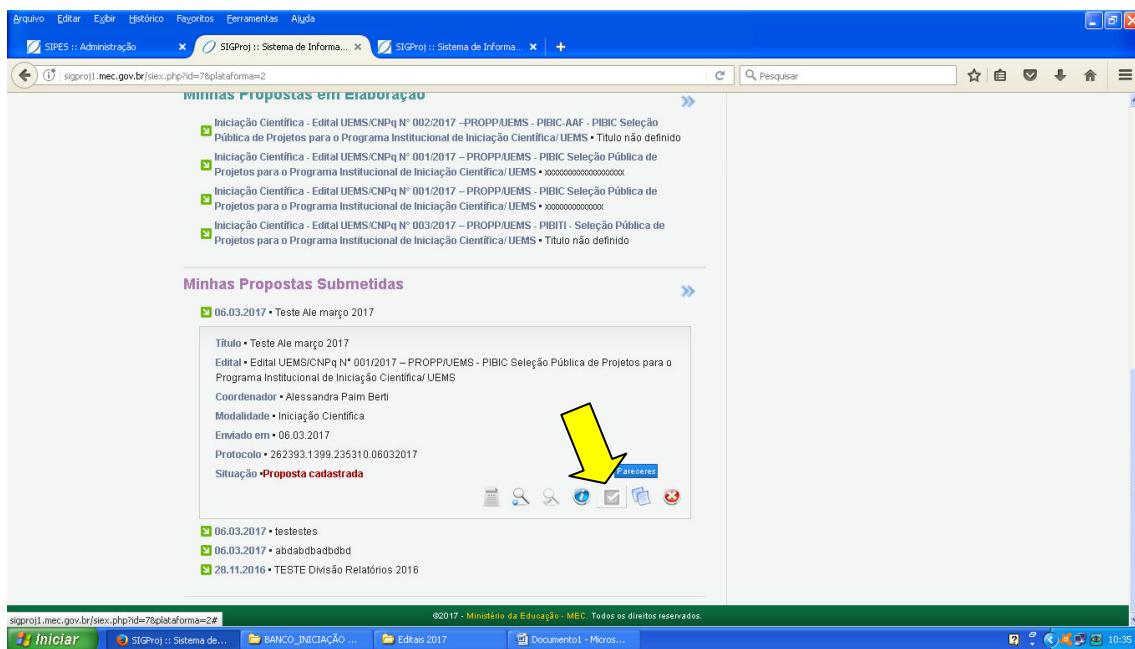 Arquivo Editar Exibir Histórico Favoritos Ferramentas Ajuda
SIPES :: Administração
SIGProj :: Sistema de Informa...
SIGProj :: Sistema de Inform...
sigproj1.mec.gov.br/siex.php?id=7&plataforma=2
Pesquisar
Minhas Propostas em Elaboração
Iniciação Científica - Edital UEMS/CNPq N° 002/2017 –PROPP/UEMS - PIBIC-AAF - PIBIC Seleção
Pública de Projetos para o Programa Institucional de Iniciação Científica/ UEMS • Título não definido
Iniciação Científica - Edital UEMS/CNPq N° 001/2017 – PROPP/UEMS - PIBIC Seleção Pública de
Projetos para o Programa Institucional de Iniciação Científica/ UEMS •
Iniciação Científica - Edital UEMS/CNPq N° 001/2017 – PROPP/UEMS - PIBIC Seleção Pública de
Projetos para o Programa Institucional de Iniciação Científica/ UEMS •
Iniciação Científica - Edital UEMS/CNPq N° 003/2017 – PROPP/UEMS - PIBITI - Seleção Pública de
Projetos para o Programa Institucional de Iniciação Científica/ UEMS • Título não definido
Minhas Propostas Submetidas
06.03.2017 • Teste Ale março 2017
Título • Teste Ale março 2017
Edital • Edital UEMS/CNPq N° 001/2017 – PROPP/UEMS - PIBIC Seleção Pública de Projetos para o
Programa Institucional de Iniciação Científica/ UEMS
Coordenador • Alessandra Paim Berti
Modalidade • Iniciação Científica
Enviado em • 06.03.2017
Protocolo • 262393.1399.235310.06032017
Situação •Proposta cadastrada
Pareceres
06.03.2017 • testestes
06.03.2017 • abdabdbadbdbd
28.11.2016 • TESTE Divisão Relatórios 2016
©2017 - Ministério da Educação - MEC. Todos os direitos reservados.
sigproj1.mec.gov.br/siex.php?id=7&plataforma=2#
Iniciar
SIGProj :: Sistema de...
BANCO_INICIAÇÃO ...
Editais 2017
Documento1 - Micros...
10:35